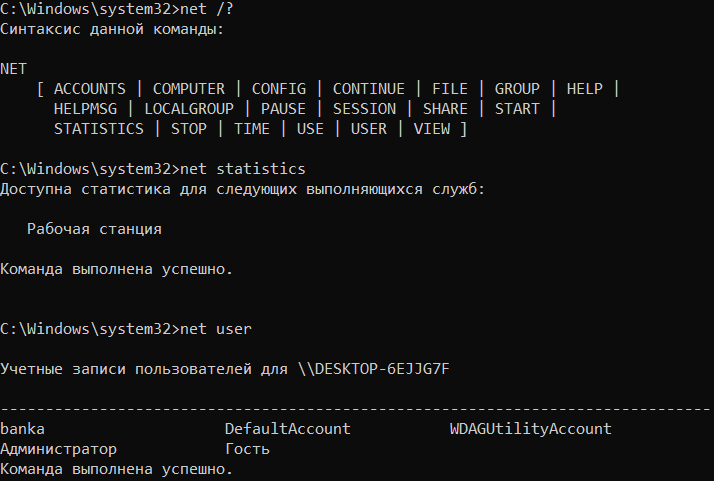 C:\Windows\system32>net /?
Синтаксис данной команды:
NET
[ ACCOUNTS | COMPUTER | CONFIG | CONTINUE | FILE | GROUP | HELP |
HELPMSG | LOCALGROUP | PAUSE | SESSION | SHARE | START |
STATISTICS | STOP | TIME | USE | USER | VIEW ]
C:\Windows\system32>net statistics
Доступна статистика для следующих выполняющихся служб:
Рабочая станция
Команда выполнена успешно.
C:\Windows\system32>net user
Учетные записи пользователей для \\DESKTOP-6EJJG7F
-------------------------------------------------------------------------------
banka DefaultAccount WDAGUtilityAccount
Администратор Гость
Команда выполнена успешно.